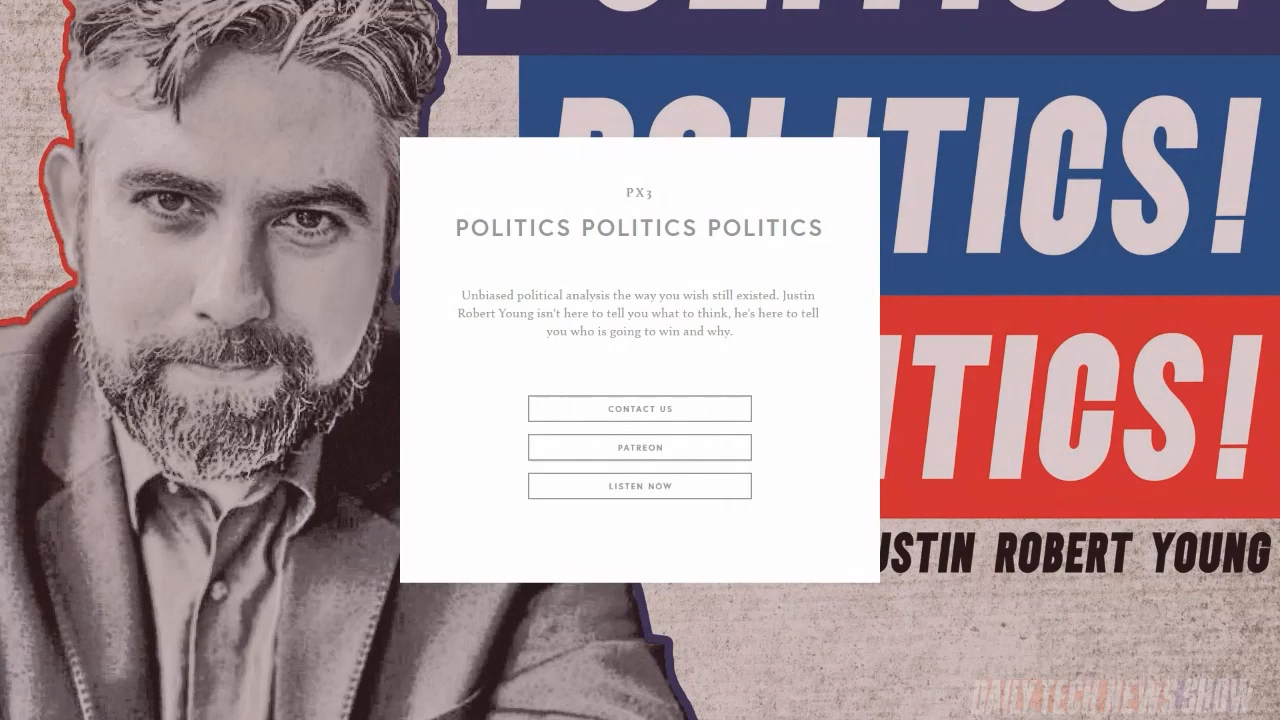 POLITICS!
POLITICS!
PX3
POLITICS POLITICS POLITICS
Unbiased political analysis the way you wish still existed. Justin
Robert Young isn't here to tell you what to think, he's here to tell
you who is going to win and why.
CONTACT US
PATREON
LISTEN NOW
ITICS!
USTIN ROBERT YOUNG
DAILY TECH NEWS SHOW